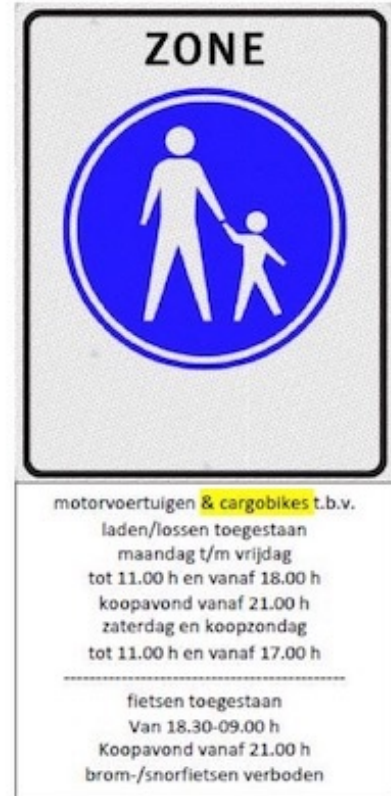 ZONE
motorvoertuigen & cargobikes t.b.v.
laden/lossen toegestaan
maandag t/m vrijdag
tot 11.00 h en vanaf 18.00 h
koopavond vanaf 21.00 h
zaterdag en koopzondag
tot 11.00 h en vanaf 17.00 h
--------------------------------------------
fietsen toegestaan
Van 18.30-09.00 h
Koopavond vanaf 21.00 h
brom-/snorfietsen verboden